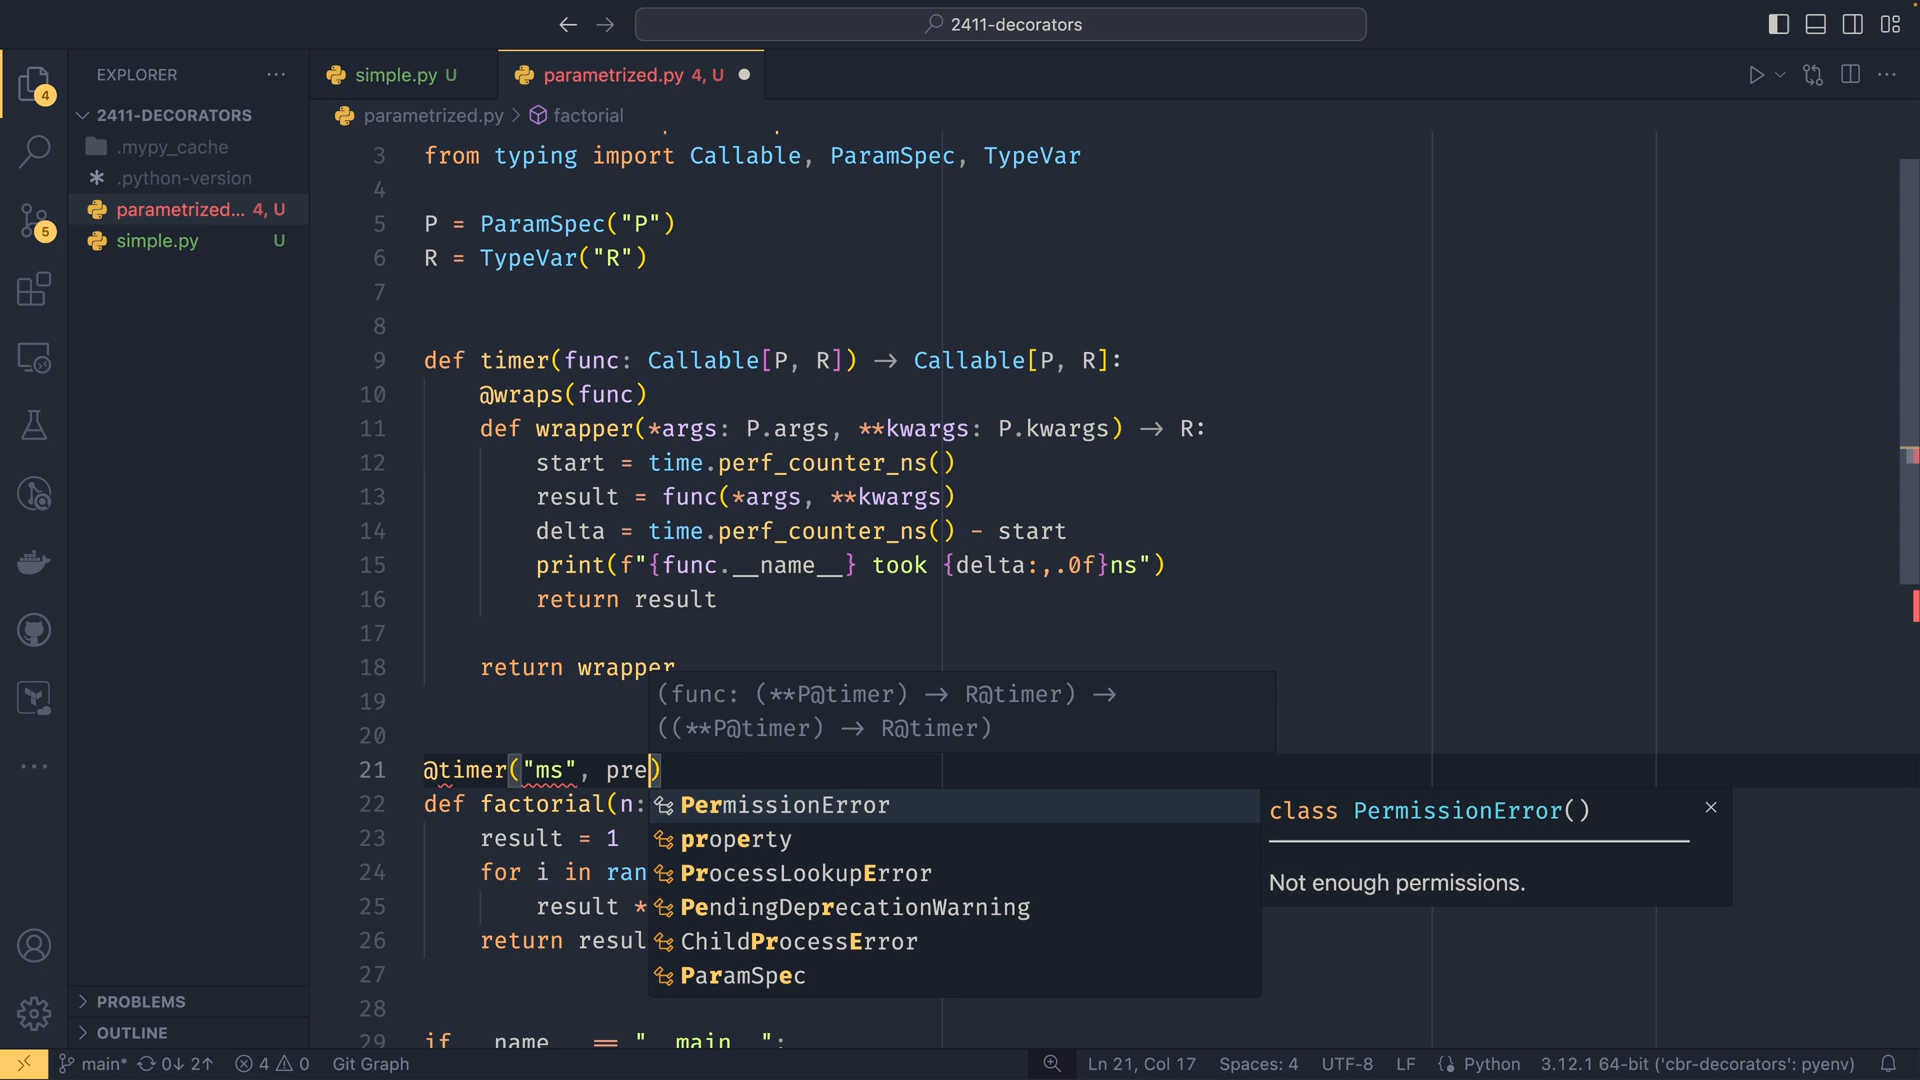 2411-decorators
EXPLORER
simple.py U
parametrized.py 4, U
4
2411-DECORATORS
parametrized.py > factorial
.mypy_cache
.python-version
parametrized... 4, U
simple.py U
5
3 from typing import Callable, ParamSpec, TypeVar
4
5 P = ParamSpec("P")
6 R = TypeVar("R")
7
8
9 def timer(func: Callable[P, R]) → Callable[P, R]:
10 @wraps(func)
11 def wrapper(*args: P.args, **kwargs: P.kwargs) → R:
12 start = time.perf_counter_ns()
13 result = func(*args, **kwargs)
14 delta = time.perf_counter_ns() - start
15 print(f"{func.__name__} took {delta:,.0f}ns")
16 return result
17
18 return wrapper
19
20
(func: (**P@timer) → R@timer) →
((**P@timer) → R@timer)
21 @timer("ms", pre)
22 def factorial(n:
23 result = 1
24 for i in ran
25 result *
26 return resul
27
28
29 if __name__ == "__main__":
PermissionError
property
ProcessLookupError
PendingDeprecationWarning
ChildProcessError
ParamSpec
class PermissionError()
Not enough permissions.
PROBLEMS
OUTLINE
main* 0↓ 2↑ 4 0 Git Graph
Ln 21, Col 17 Spaces: 4 UTF-8 LF Python 3.12.1 64-bit ('cbr-decorators': pyenv)